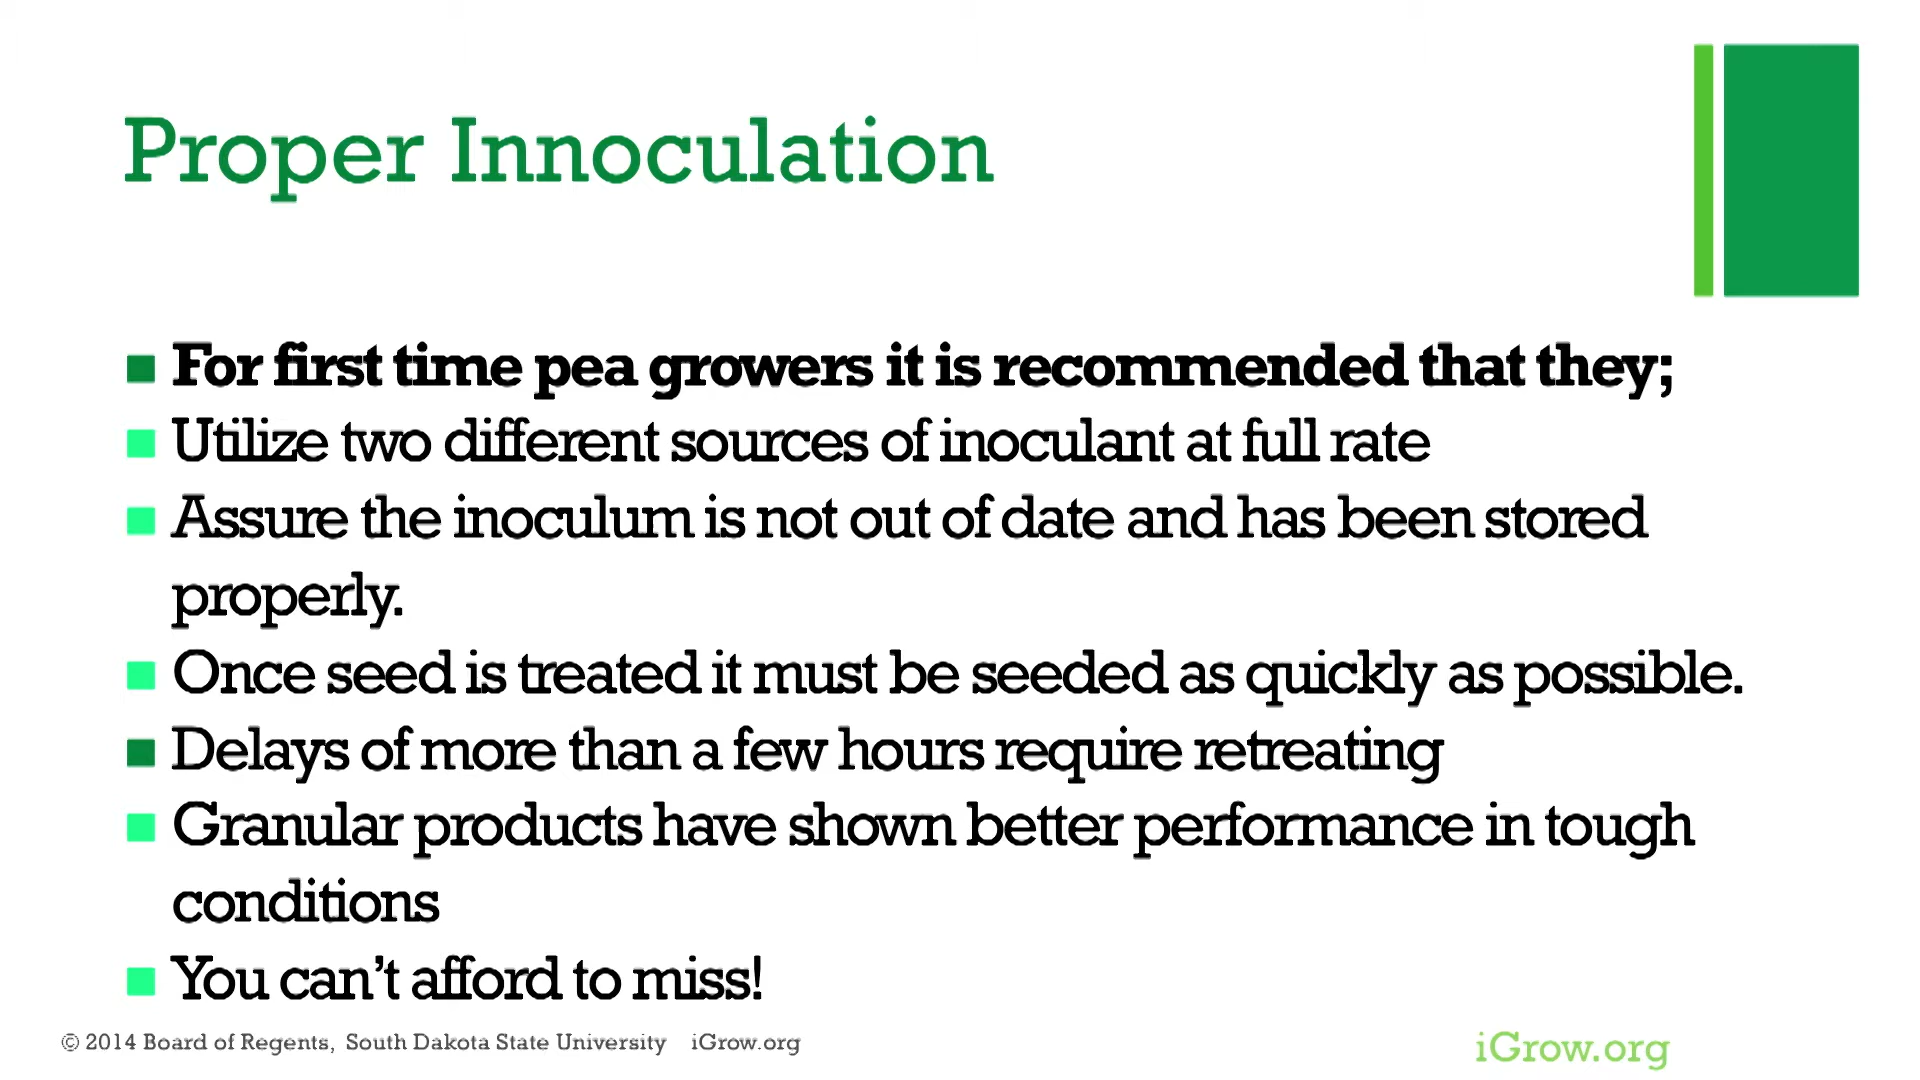 Proper Innoculation
For first time pea growers it is recommended that they;
Utilize two different sources of inoculant at full rate
Assure the inoculum is not out of date and has been stored
properly.
Once seed is treated it must be seeded as quickly as possible.
Delays of more than a few hours require retreating
Granular products have shown better performance in tough
conditions
You can’t afford to miss!
© 2014 Board of Regents, South Dakota State University iGrow.org
iGrow.org